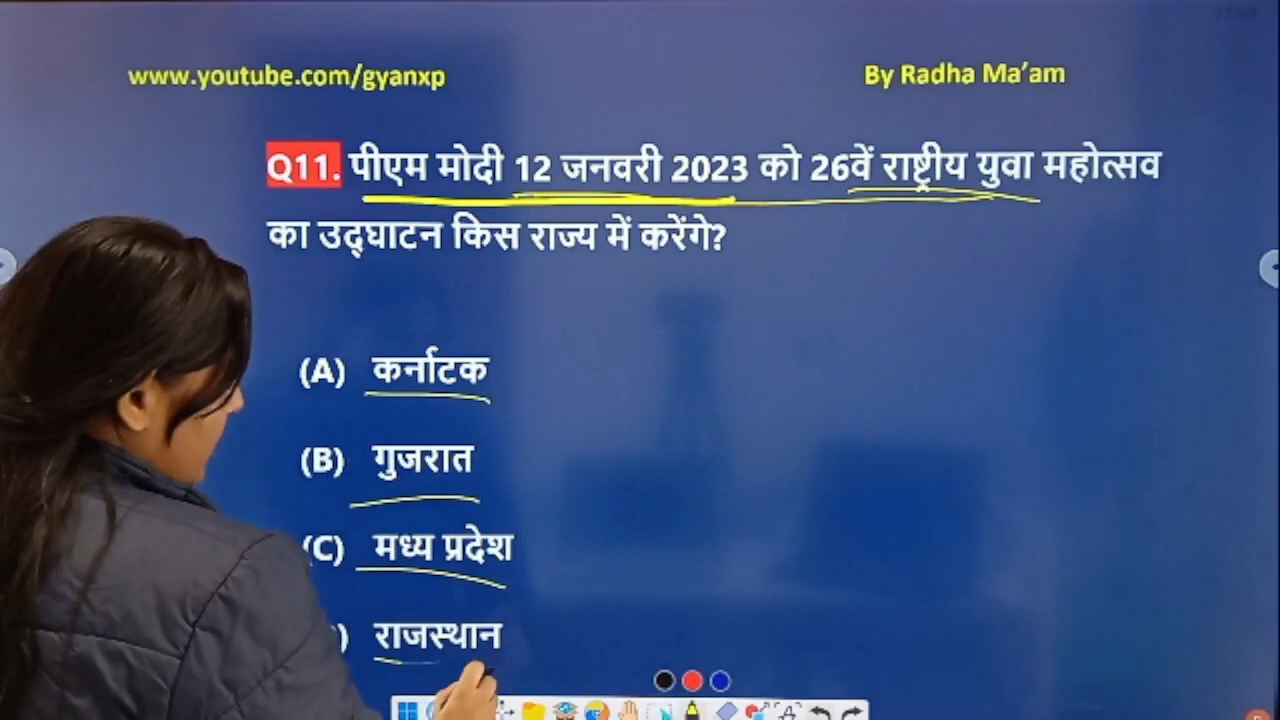 www.youtube.com/gyanxp
By Radha Ma'am
Q11. पीएम मोदी 12 जनवरी 2023 को 26वें राष्ट्रीय युवा महोत्सव
का उद्घाटन किस राज्य में करेंगे?
(A) कर्नाटक
(B) गुजरात
(C) मध्य प्रदेश
) राजस्थान